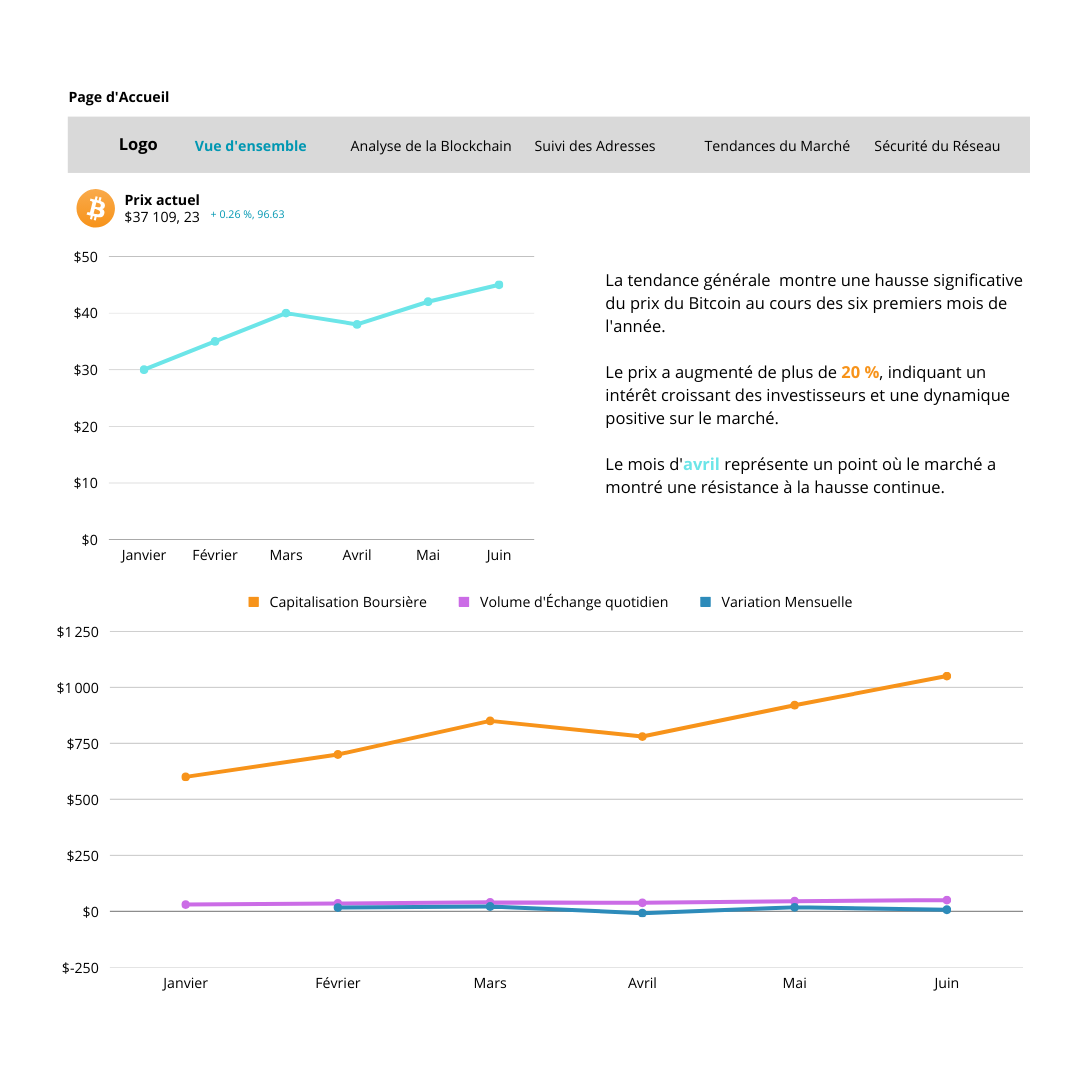 Page d'Accueil
Logo Vue d'ensemble Analyse de la Blockchain Suivi des Adresses Tendances du Marché Sécurité du Réseau
Prix actuel
$37 109, 23 + 0.26 %, 96.63
$50
$40
$30
$20
$10
$0
Janvier Février Mars Avril Mai Juin
La tendance générale  montre une hausse significative
du prix du Bitcoin au cours des six premiers mois de
l'année.
Le prix a augmenté de plus de 20 %, indiquant un
intérêt croissant des investisseurs et une dynamique
positive sur le marché.
Le mois d'avril représente un point où le marché a
montré une résistance à la hausse continue.
Capitalisation Boursière Volume d'Échange quotidien Variation Mensuelle
$1 250
$1 000
$750
$500
$250
$0
$-250
Janvier Février Mars Avril Mai Juin